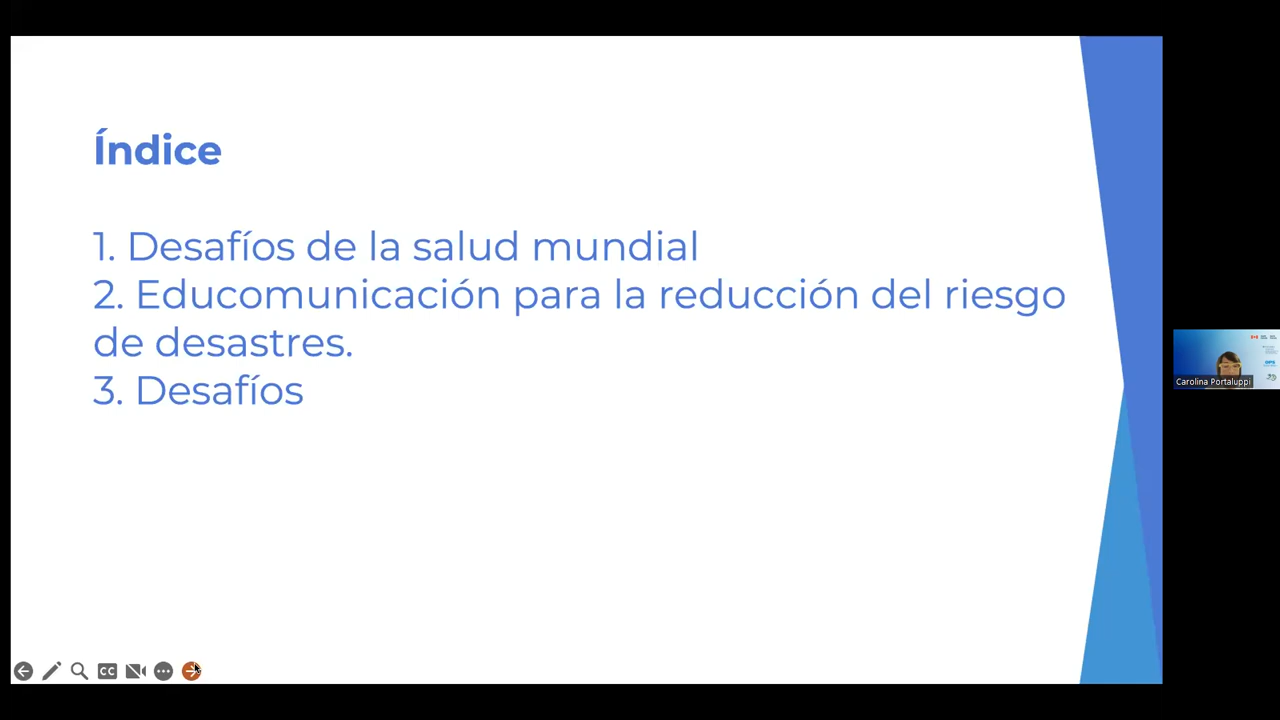 Índice
1. Desafíos de la salud mundial
2. Educomunicación para la reducción del riesgo
de desastres.
3. Desafíos
Carolina Portaluppi
CC